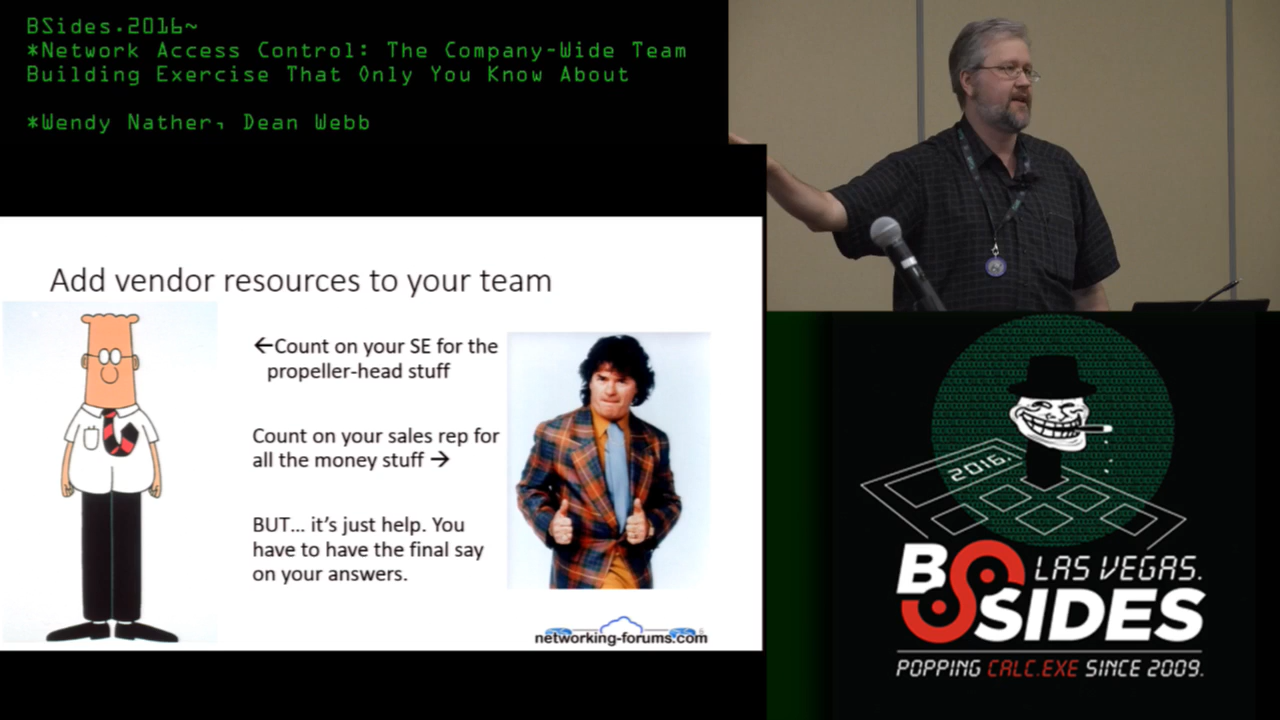 BSides.2016~
*Network Access Control: The Company-Wide Team
Building Exercise That Only You Know About
*Wendy Nather, Dean Webb
Add vendor resources to your team
←Count on your SE for the
propeller-head stuff
Count on your sales rep for
all the money stuff →
BUT... it's just help. You
have to have the final say
on your answers.
networking-forums.com
2016.
BSIDES
LAS VEGAS.
POPPING CALC.EXE SINCE 2009.